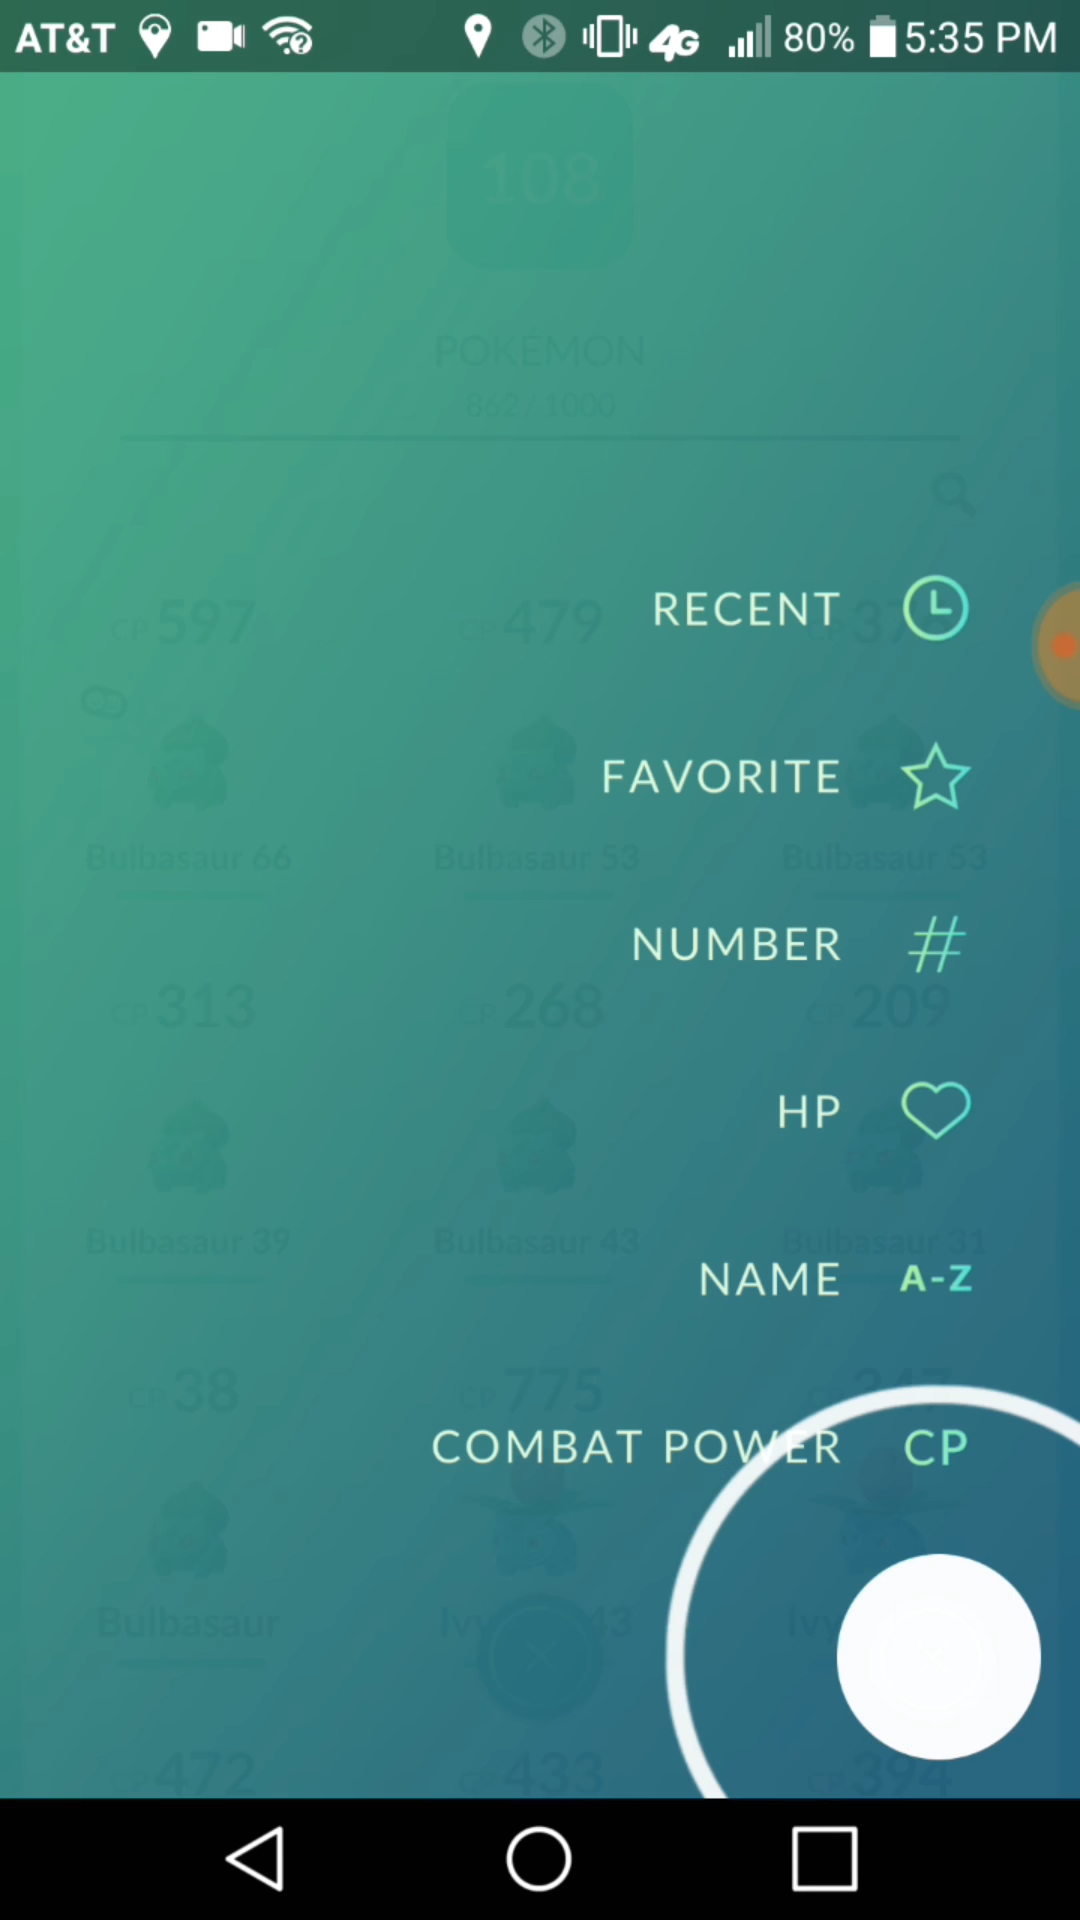 AT&T 4G 80% 5:35 PM
108
POKÉMON
862 / 1000
RECENT
CP 597 CP 479
FAVORITE
Bulbasaur 66 Bulbasaur 53 Bulbasaur 53
NUMBER #
CP 313 CP 268 CP 209
HP
Bulbasaur 39 Bulbasaur 43 Bulbasaur 31
NAME A-Z
CP 38 CP 775
COMBAT POWER CP
Bulbasaur
CP 472 CP 433 CP 394